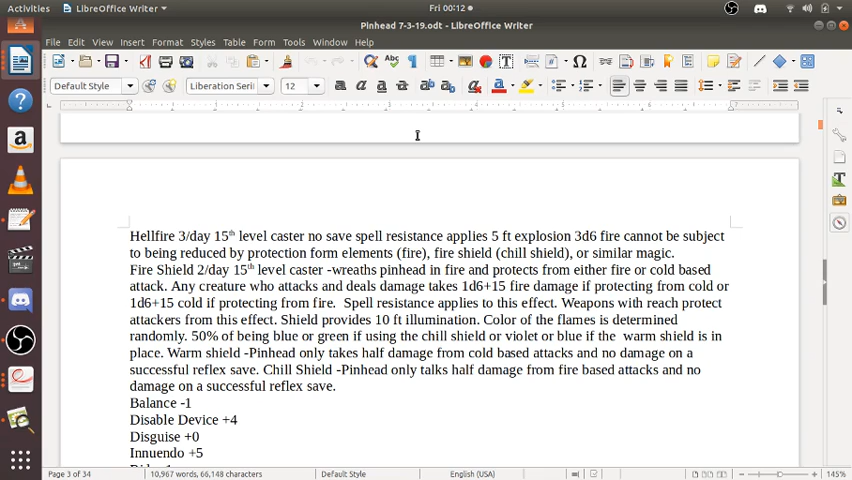 Activities
LibreOffice Writer
Fri 00:12
Pinhead 7-3-19.odt - LibreOffice Writer
File Edit View Insert Format Styles Table Form Tools Window Help
Default Style
Liberation Seri
12
Hellfire 3/day 15th level caster no save spell resistance applies 5 ft explosion 3d6 fire cannot be subject
to being reduced by protection form elements (fire), fire shield (chill shield), or similar magic.
Fire Shield 2/day 15th level caster -wreaths pinhead in fire and protects from either fire or cold based
attack. Any creature who attacks and deals damage takes 1d6+15 fire damage if protecting from cold or
1d6+15 cold if protecting from fire. Spell resistance applies to this effect. Weapons with reach protect
attackers from this effect. Shield provides 10 ft illumination. Color of the flames is determined
randomly. 50% of being blue or green if using the chill shield or violet or blue if the warm shield is in
place. Warm shield -Pinhead only takes half damage from cold based attacks and no damage on a
successful reflex save. Chill Shield -Pinhead only talks half damage from fire based attacks and no
damage on a successful reflex save.
Balance -1
Disable Device +4
Disguise +0
Innuendo +5
Page 3 of 34
10,967 words, 66,148 characters
Default Style
English (USA)
145%